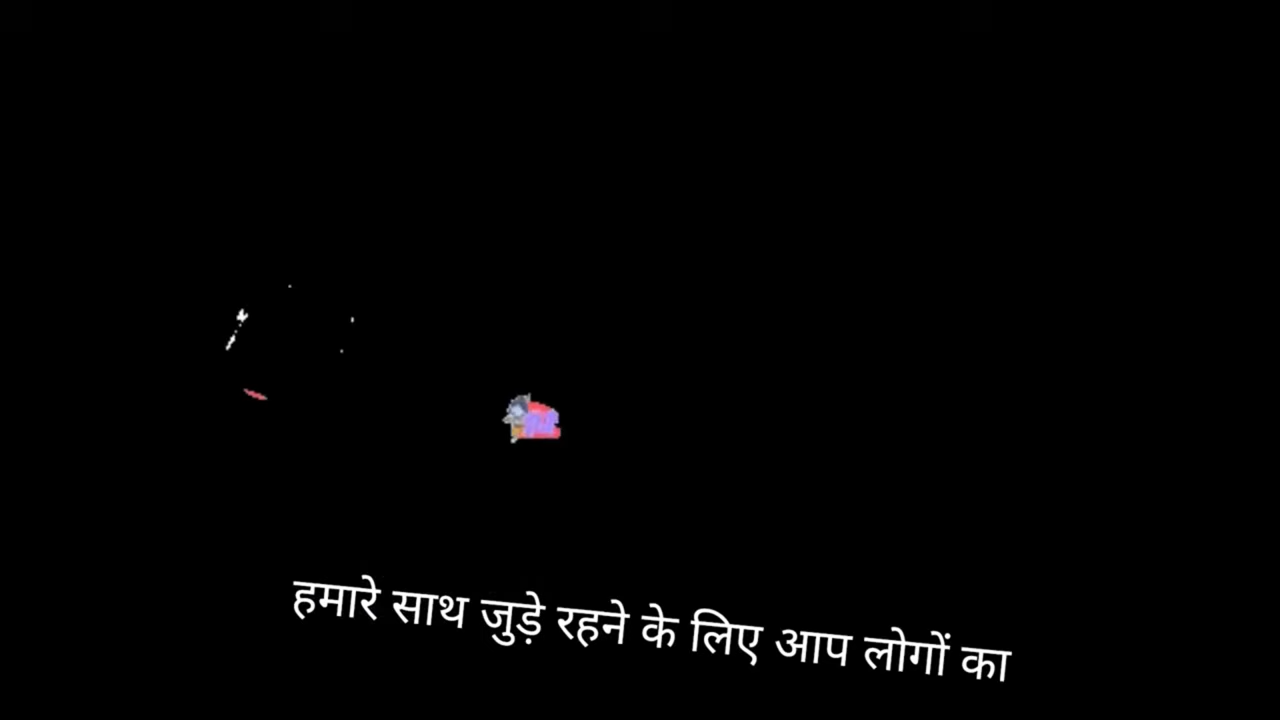 हमारे साथ जुड़े रहने के लिए आप लोगों का